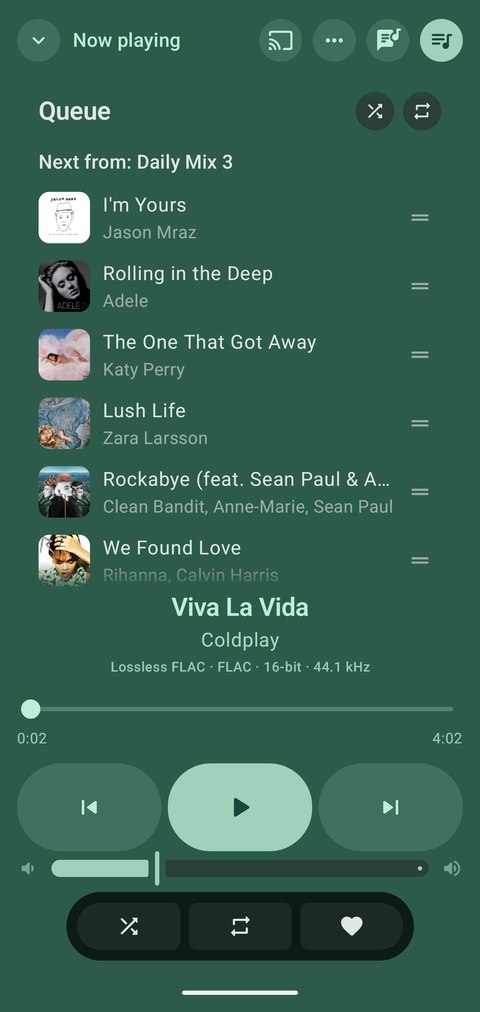 Now playing
Queue
Next from: Daily Mix 3
I'm Yours
Jason Mraz
Rolling in the Deep
Adele
ADELE
The One That Got Away
Katy Perry
Lush Life
Zara Larsson
Rockabye (feat. Sean Paul & A...
Clean Bandit, Anne-Marie, Sean Paul
We Found Love
Rihanna, Calvin Harris
Viva La Vida
Coldplay
Lossless FLAC · FLAC · 16-bit · 44.1 kHz
0:02
4:02